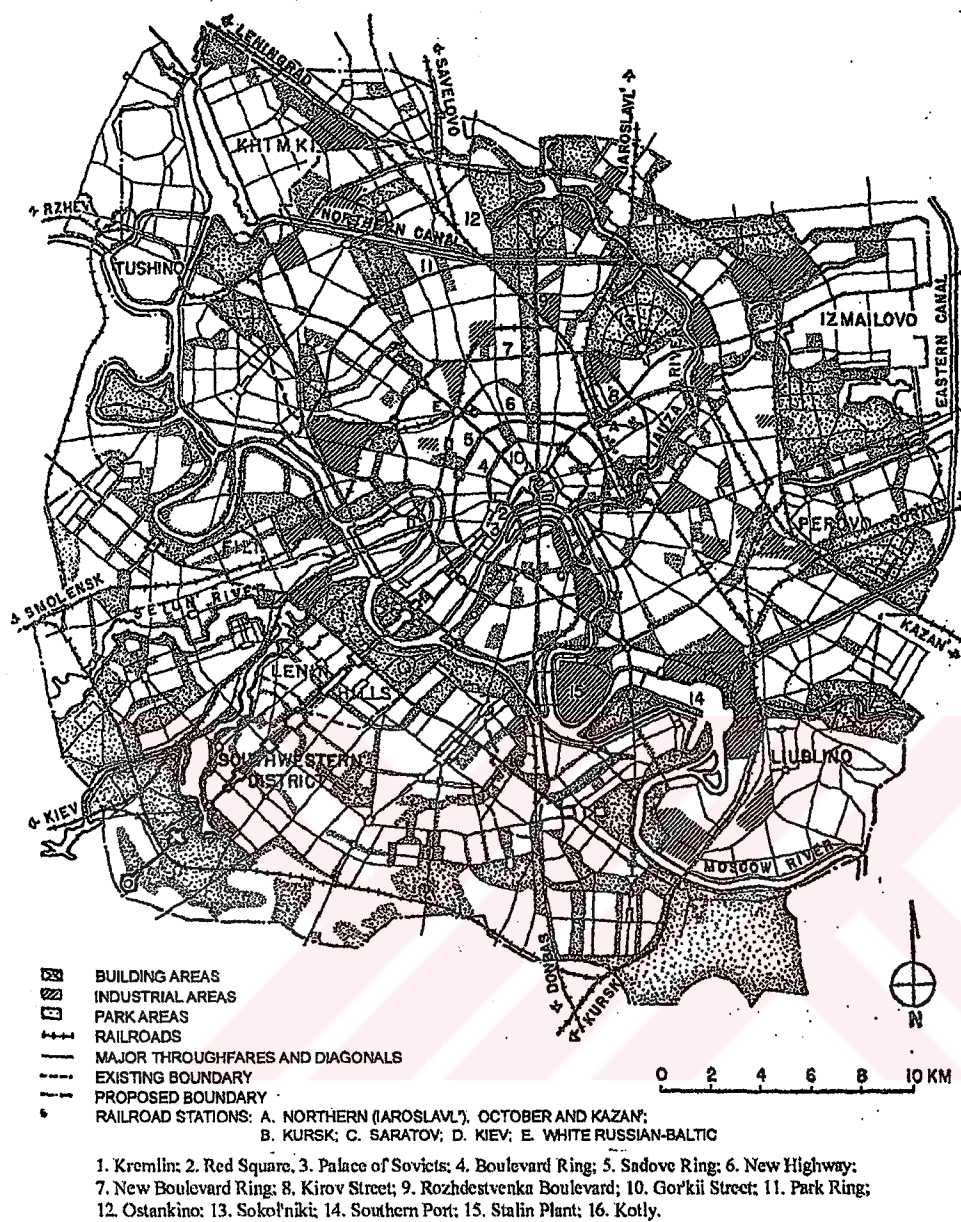 LENINGRAD
SAVELOVO
IAROSLAVL'
KHIMKI
RZHEV
NORTHERN CANAL
12
TUSHINO
11
IZMAILOVO
EASTERN CANAL
9
7
RIVER
IAUZA
E
6
8
5
A
4
10
PEROVO
D
FILI
SMOLENSK
SETUN RIVER
KAZAN'
LENIN
HILLS
15
14
SOUTHWESTERN
DISTRICT
LIUBLINO
KIEV
MOSCOW RIVER
DONBAS
KURSK
N
BUILDING AREAS
INDUSTRIAL AREAS
PARK AREAS
RAILROADS
MAJOR THROUGHFARES AND DIAGONALS
EXISTING BOUNDARY
PROPOSED BOUNDARY
0 2 4 6 8 10 KM
RAILROAD STATIONS: A. NORTHERN (IAROSLAVL'), OCTOBER AND KAZAN';
B. KURSK; C. SARATOV; D. KIEV; E. WHITE RUSSIAN-BALTIC
1. Kremlin; 2. Red Square, 3. Palace of Soviets; 4. Boulevard Ring; 5. Sadove Ring; 6. New Highway;
7. New Boulevard Ring; 8. Kirov Street; 9. Rozhdestvenka Boulevard; 10. Gor'kii Street; 11. Park Ring;
12. Ostankino; 13. Sokol'niki; 14. Southern Port; 15. Stalin Plant; 16. Kotly.